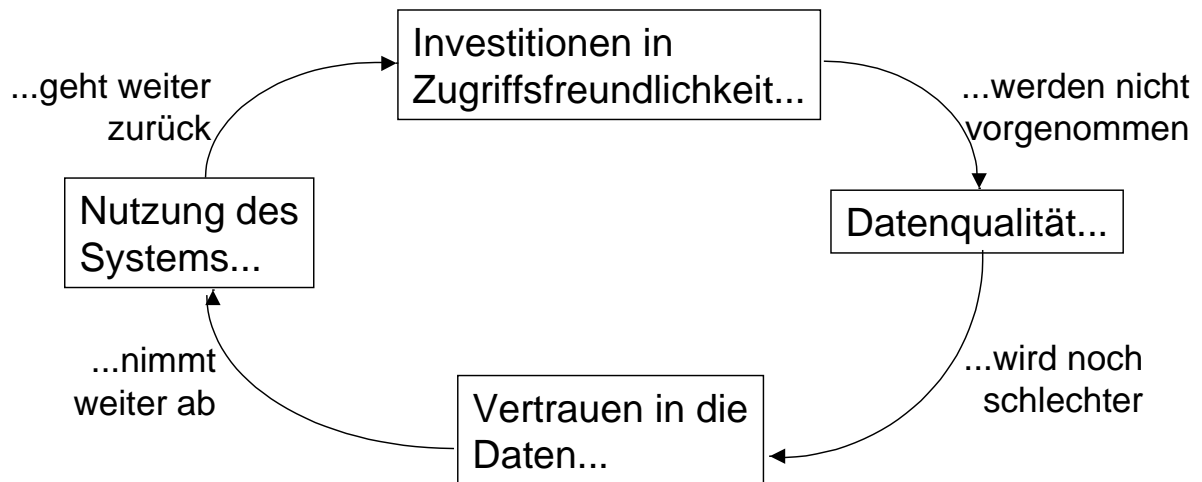 Investitionen in
Zugriffsfreundlichkeit...
...werden nicht
vorgenommen
Datenqualität...
...wird noch
schlechter
Vertrauen in die
Daten...
...nimmt
weiter ab
Nutzung des
Systems...
...geht weiter
zurück